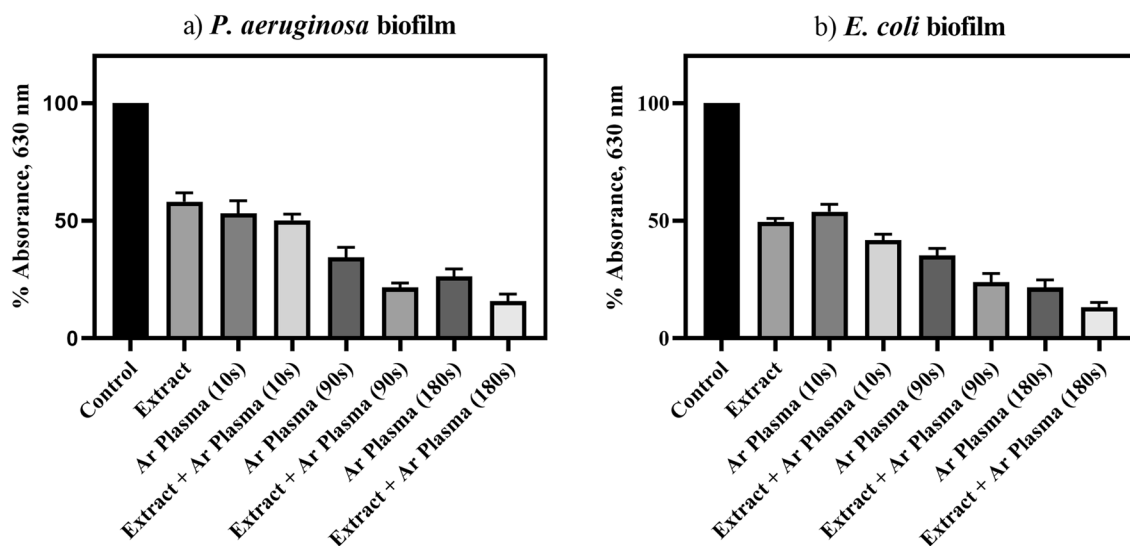 a) P. aeruginosa biofilm
% Absorance, 630 nm
100
50
0
Control
Extract
Ar Plasma (10s)
Extract + Ar Plasma (10s)
Ar Plasma (90s)
Extract + Ar Plasma (90s)
Ar Plasma (180s)
Extract + Ar Plasma (180s)
b) E. coli biofilm
% Absorance, 630 nm
100
50
0
Control
Extract
Ar Plasma (10s)
Extract + Ar Plasma (10s)
Ar Plasma (90s)
Extract + Ar Plasma (90s)
Ar Plasma (180s)
Extract + Ar Plasma (180s)